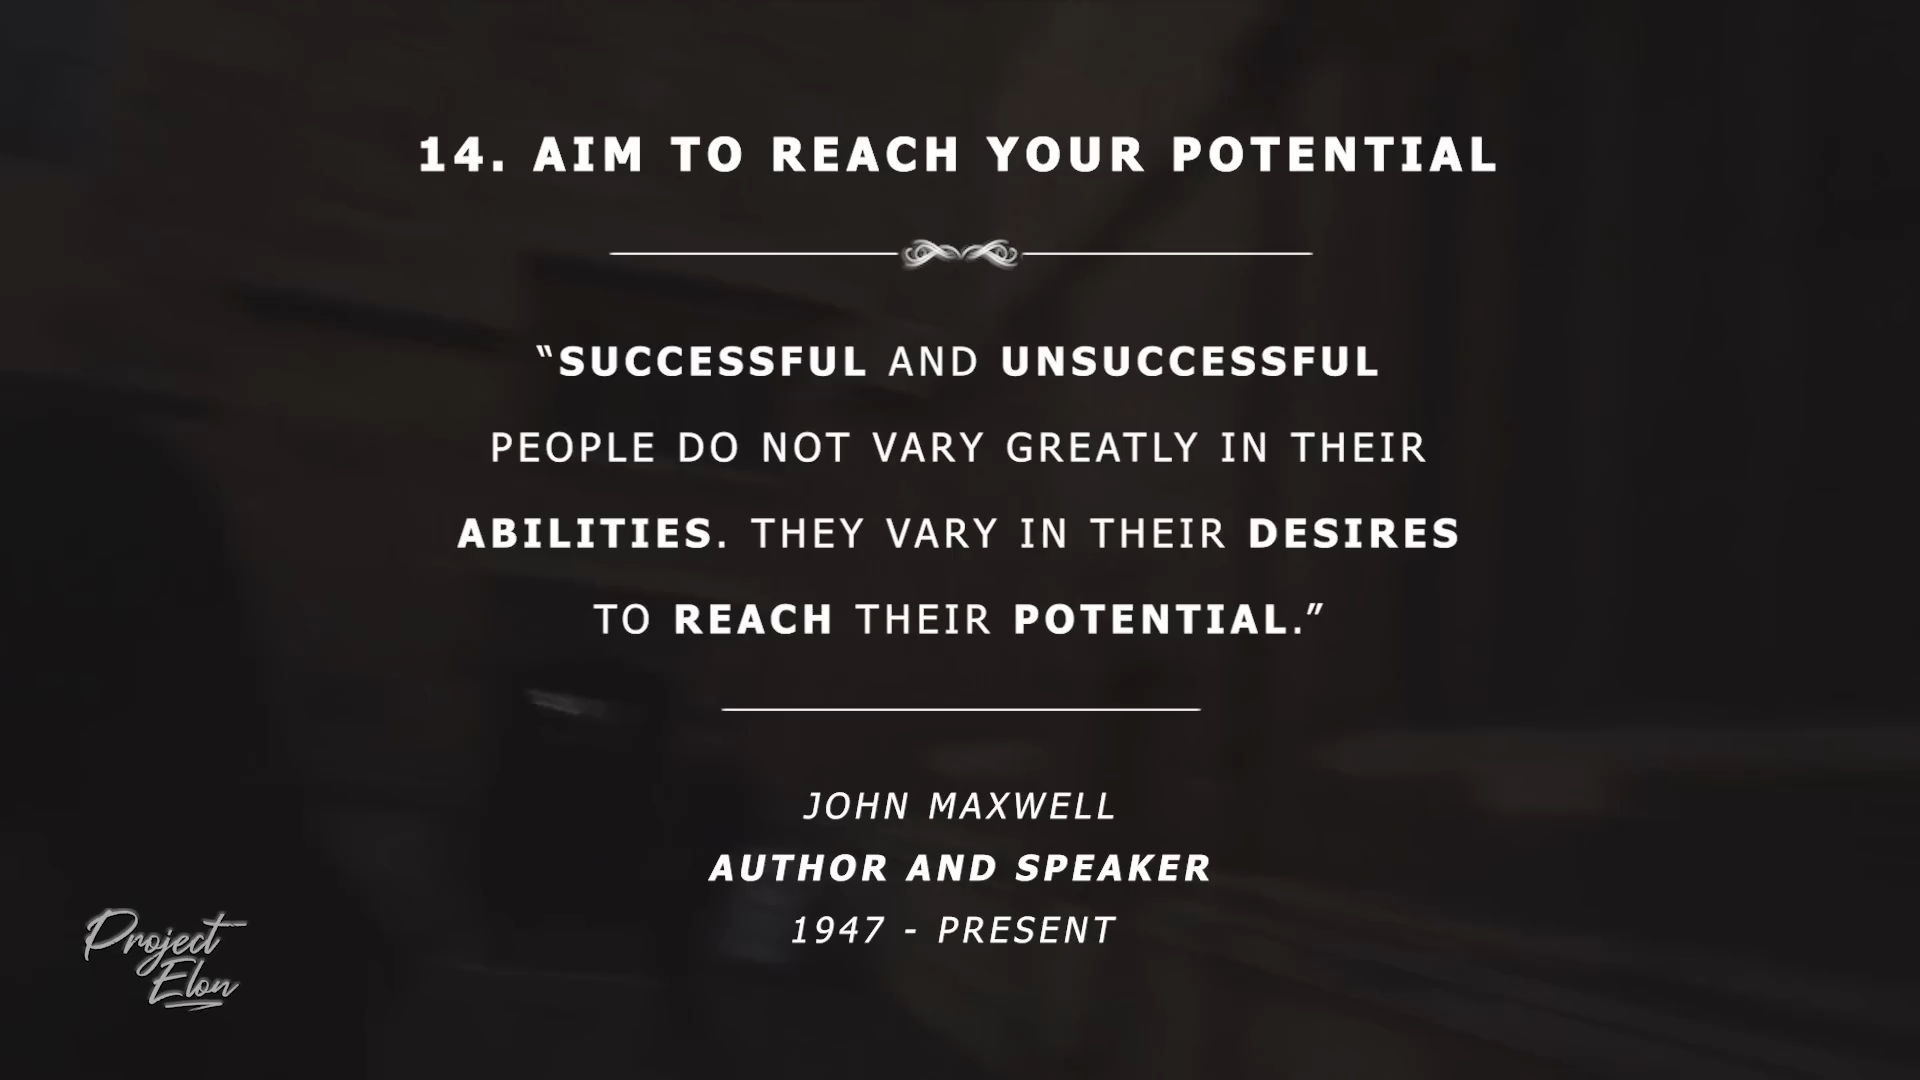 14. AIM TO REACH YOUR POTENTIAL
“SUCCESSFUL AND UNSUCCESSFUL
PEOPLE DO NOT VARY GREATLY IN THEIR
ABILITIES. THEY VARY IN THEIR DESIRES
TO REACH THEIR POTENTIAL.”
JOHN MAXWELL
AUTHOR AND SPEAKER
1947 - PRESENT
Project
Elon